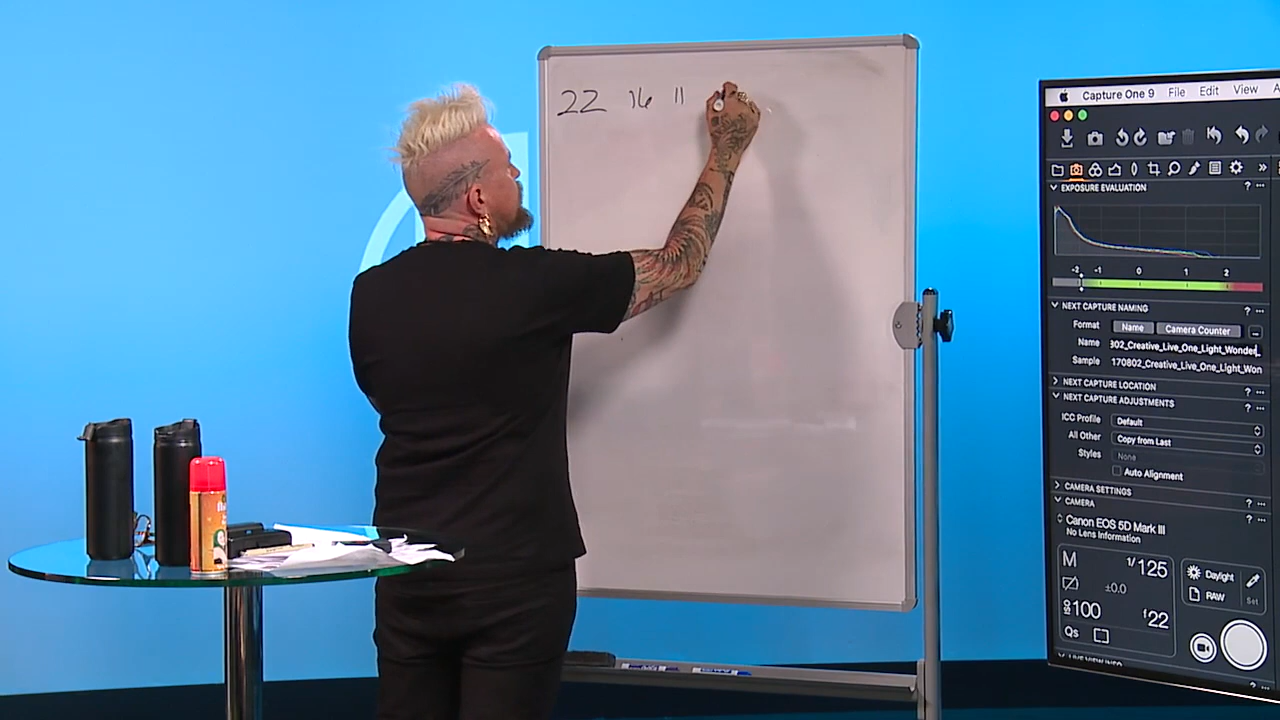 22 16 11
Capture One 9 File Edit View
EXPOSURE EVALUATION
-2 -1 0 1 2
NEXT CAPTURE NAMING
Format Name Camera Counter
Name 302_Creative_Live_One_Light_Wonder
Sample 170802_Creative_Live_One_Light_Won
NEXT CAPTURE LOCATION
NEXT CAPTURE ADJUSTMENTS
ICC Profile Default
All Other Copy from Last
Styles None
Auto Alignment
CAMERA SETTINGS
CAMERA
Canon EOS 5D Mark III
No Lens Information
M 1/125
±0.0
ISO 100 f22
Qs
Daylight
RAW
Set